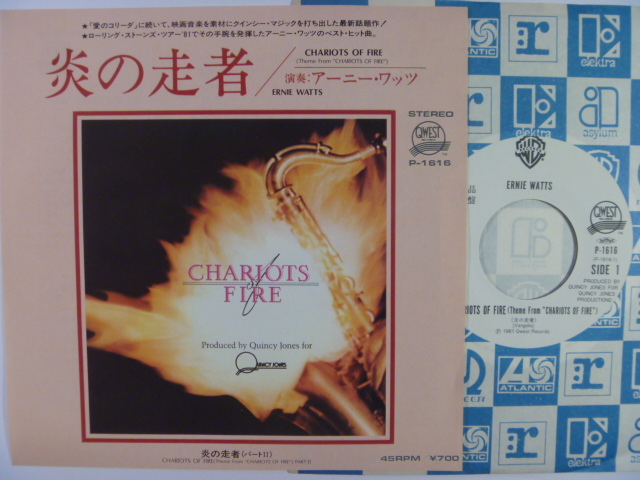 ★「愛のコリーダ」に続いて、映画音楽を素材にクインシー・マジックを打ち出した最新話題作!
★ローリング・ストーンズ・ツアー'81でその手腕を発揮したアーニー・ワッツのベスト・ヒット曲。
炎の走者
CHARIOTS OF FIRE
(Theme From "CHARIOTS OF FIRE")
演奏:アーニー・ワッツ
ERNIE WATTS
STEREO
QWEST
P-1616
CHARIOTS
of
FIRE
Produced by Quincy Jones for
QUINCY JONES
炎の走者(パートII)
CHARIOTS OF FIRE(Theme From "CHARIOTS OF FIRE") PART II
45RPM ¥700
ERNIE WATTS
QWEST
P-1616
(P-1616-1)
SIDE 1
PRODUCED BY
QUINCY JONES FOR
QUINCY JONES
PRODUCTIONS
IOTS OF FIRE (Theme From "CHARIOTS OF FIRE")
(炎の走者)
(Vangelis)
℗ 1981 Qwest Records
elektra
asylum
elektra
asylum
ATLANTIC
ATLANTIC